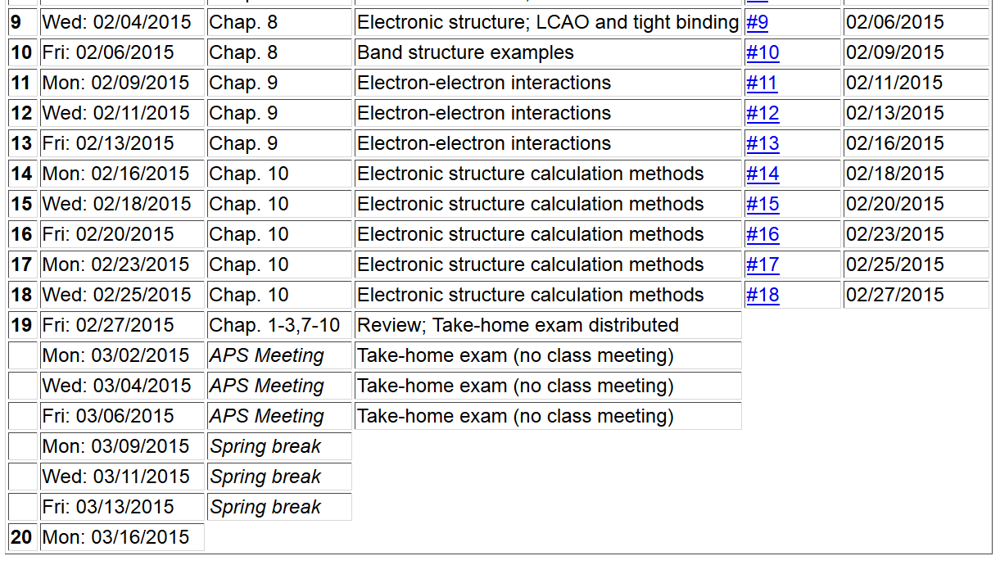 9 Wed: 02/04/2015 Chap. 8 Electronic structure; LCAO and tight binding #9 02/06/2015
10 Fri: 02/06/2015 Chap. 8 Band structure examples #10 02/09/2015
11 Mon: 02/09/2015 Chap. 9 Electron-electron interactions #11 02/11/2015
12 Wed: 02/11/2015 Chap. 9 Electron-electron interactions #12 02/13/2015
13 Fri: 02/13/2015 Chap. 9 Electron-electron interactions #13 02/16/2015
14 Mon: 02/16/2015 Chap. 10 Electronic structure calculation methods #14 02/18/2015
15 Wed: 02/18/2015 Chap. 10 Electronic structure calculation methods #15 02/20/2015
16 Fri: 02/20/2015 Chap. 10 Electronic structure calculation methods #16 02/23/2015
17 Mon: 02/23/2015 Chap. 10 Electronic structure calculation methods #17 02/25/2015
18 Wed: 02/25/2015 Chap. 10 Electronic structure calculation methods #18 02/27/2015
19 Fri: 02/27/2015 Chap. 1-3,7-10 Review; Take-home exam distributed
Mon: 03/02/2015 APS Meeting Take-home exam (no class meeting)
Wed: 03/04/2015 APS Meeting Take-home exam (no class meeting)
Fri: 03/06/2015 APS Meeting Take-home exam (no class meeting)
Mon: 03/09/2015 Spring break
Wed: 03/11/2015 Spring break
Fri: 03/13/2015 Spring break
20 Mon: 03/16/2015